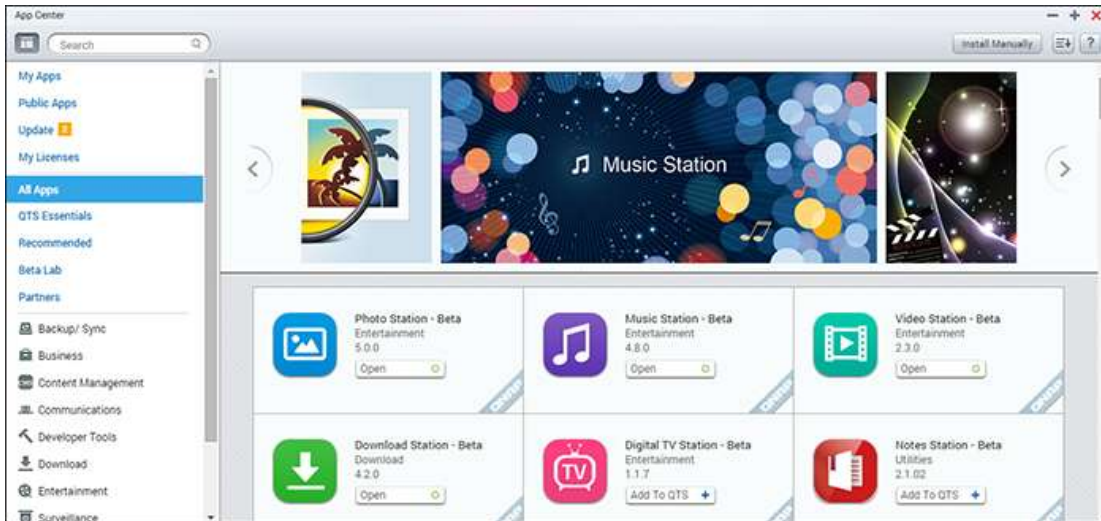 App Center
Search
Install Manually
?
My Apps
Public Apps
Update
My Licenses
All Apps
QTS Essentials
Recommended
Beta Lab
Partners
Backup/ Sync
Business
Content Management
Communications
Developer Tools
Download
Entertainment
Surveillance
Music Station
Photo Station - Beta
Entertainment
5.0.0
Open
QNAP
Music Station - Beta
Entertainment
4.8.0
Open
QNAP
Video Station - Beta
Entertainment
2.3.0
Open
QNAP
Download Station - Beta
Download
4.2.0
Open
TV
Digital TV Station - Beta
Entertainment
1.1.7
Add To QTS +
Notes Station - Beta
Utilities
2.1.02
Add To QTS +